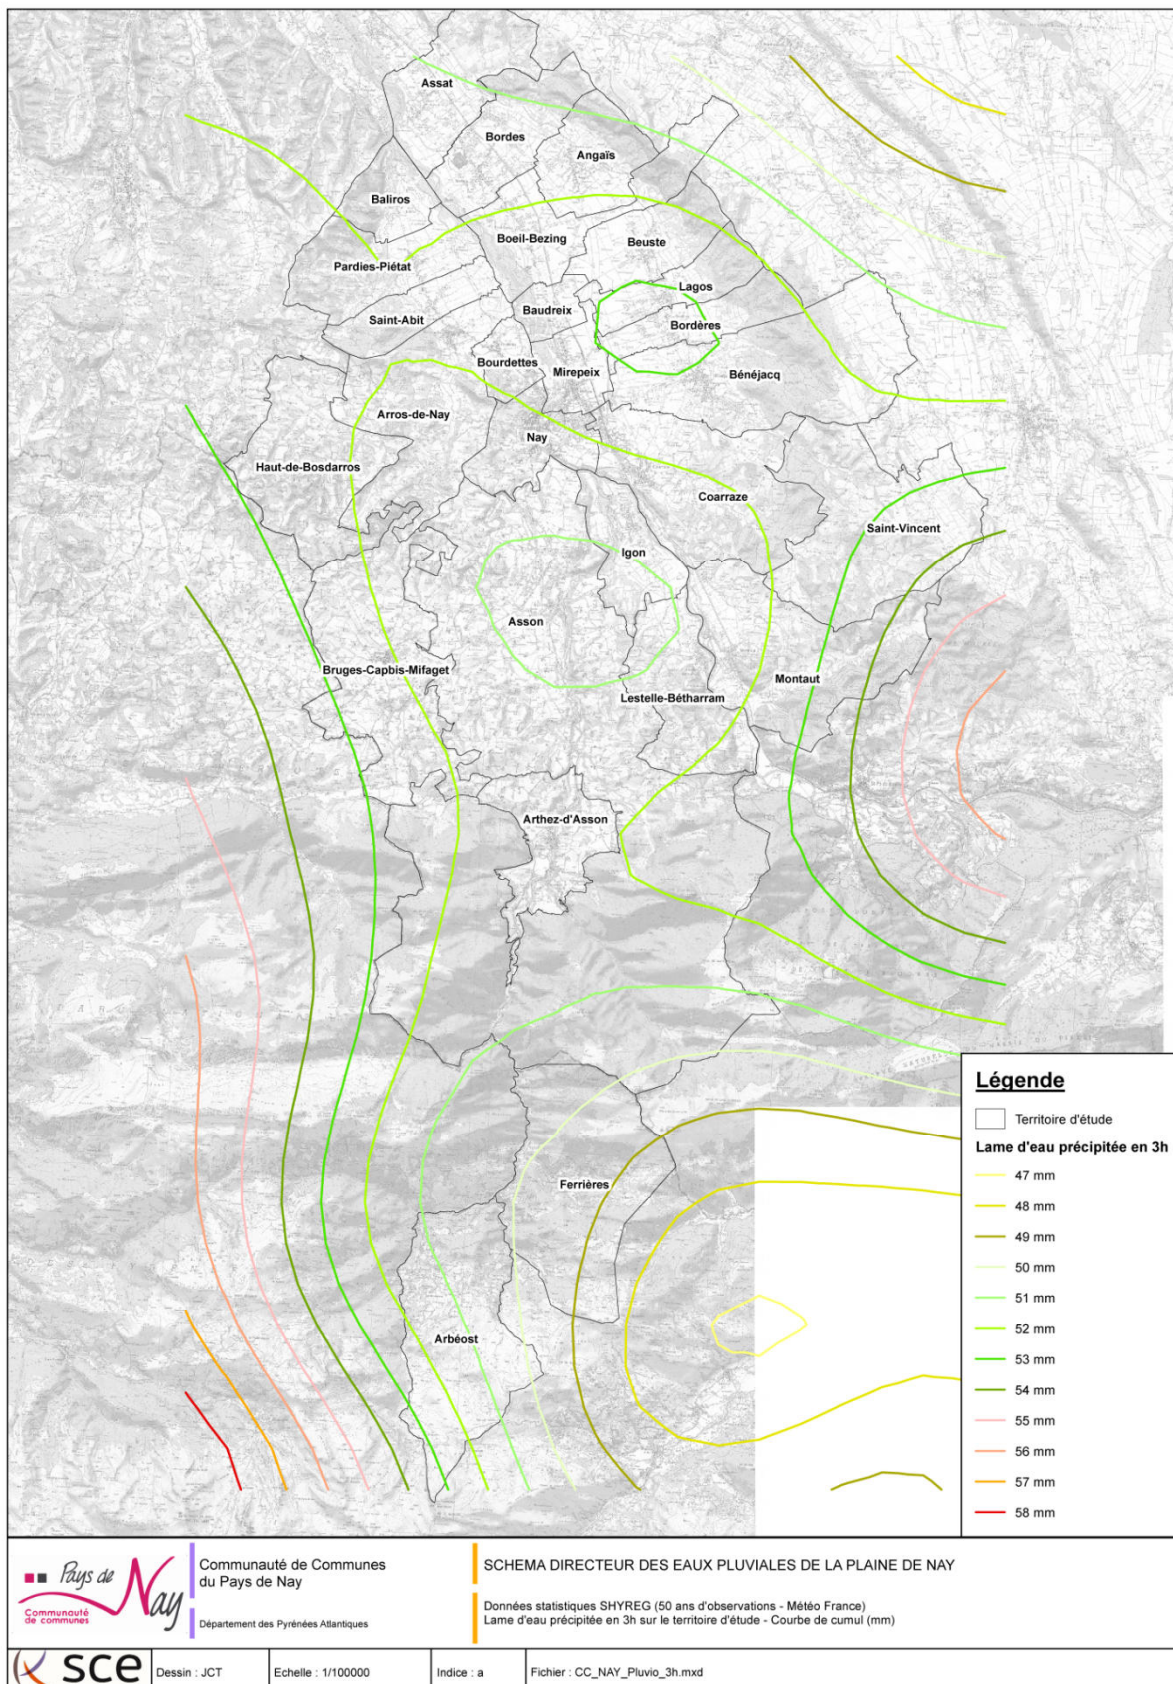 Assat
Bordes
Angaïs
Baliros
Boeil-Bezing
Beuste
Pardies-Piétat
Lagos
Baudreix
Saint-Abit
Bordères
Bourdettes
Mirepeix
Bénéjacq
Arros-de-Nay
Nay
Haut-de-Bosdarros
Coarraze
Saint-Vincent
Igon
Asson
Bruges-Capbis-Mifaget
Montaut
Lestelle-Bétharram
Arthez-d'Asson
Ferrières
Arbéost
Légende
Territoire d'étude
Lame d'eau précipitée en 3h
47 mm
48 mm
49 mm
50 mm
51 mm
52 mm
53 mm
54 mm
55 mm
56 mm
57 mm
58 mm
Pays de Nay
Communauté
de communes
Communauté de Communes
du Pays de Nay
Département des Pyrénées Atlantiques
SCHEMA DIRECTEUR DES EAUX PLUVIALES DE LA PLAINE DE NAY
Données statistiques SHYREG (50 ans d'observations - Météo France)
Lame d'eau précipitée en 3h sur le territoire d'étude - Courbe de cumul (mm)
sce
Dessin : JCT
Echelle : 1/100000
Indice : a
Fichier : CC_NAY_Pluvio_3h.mxd